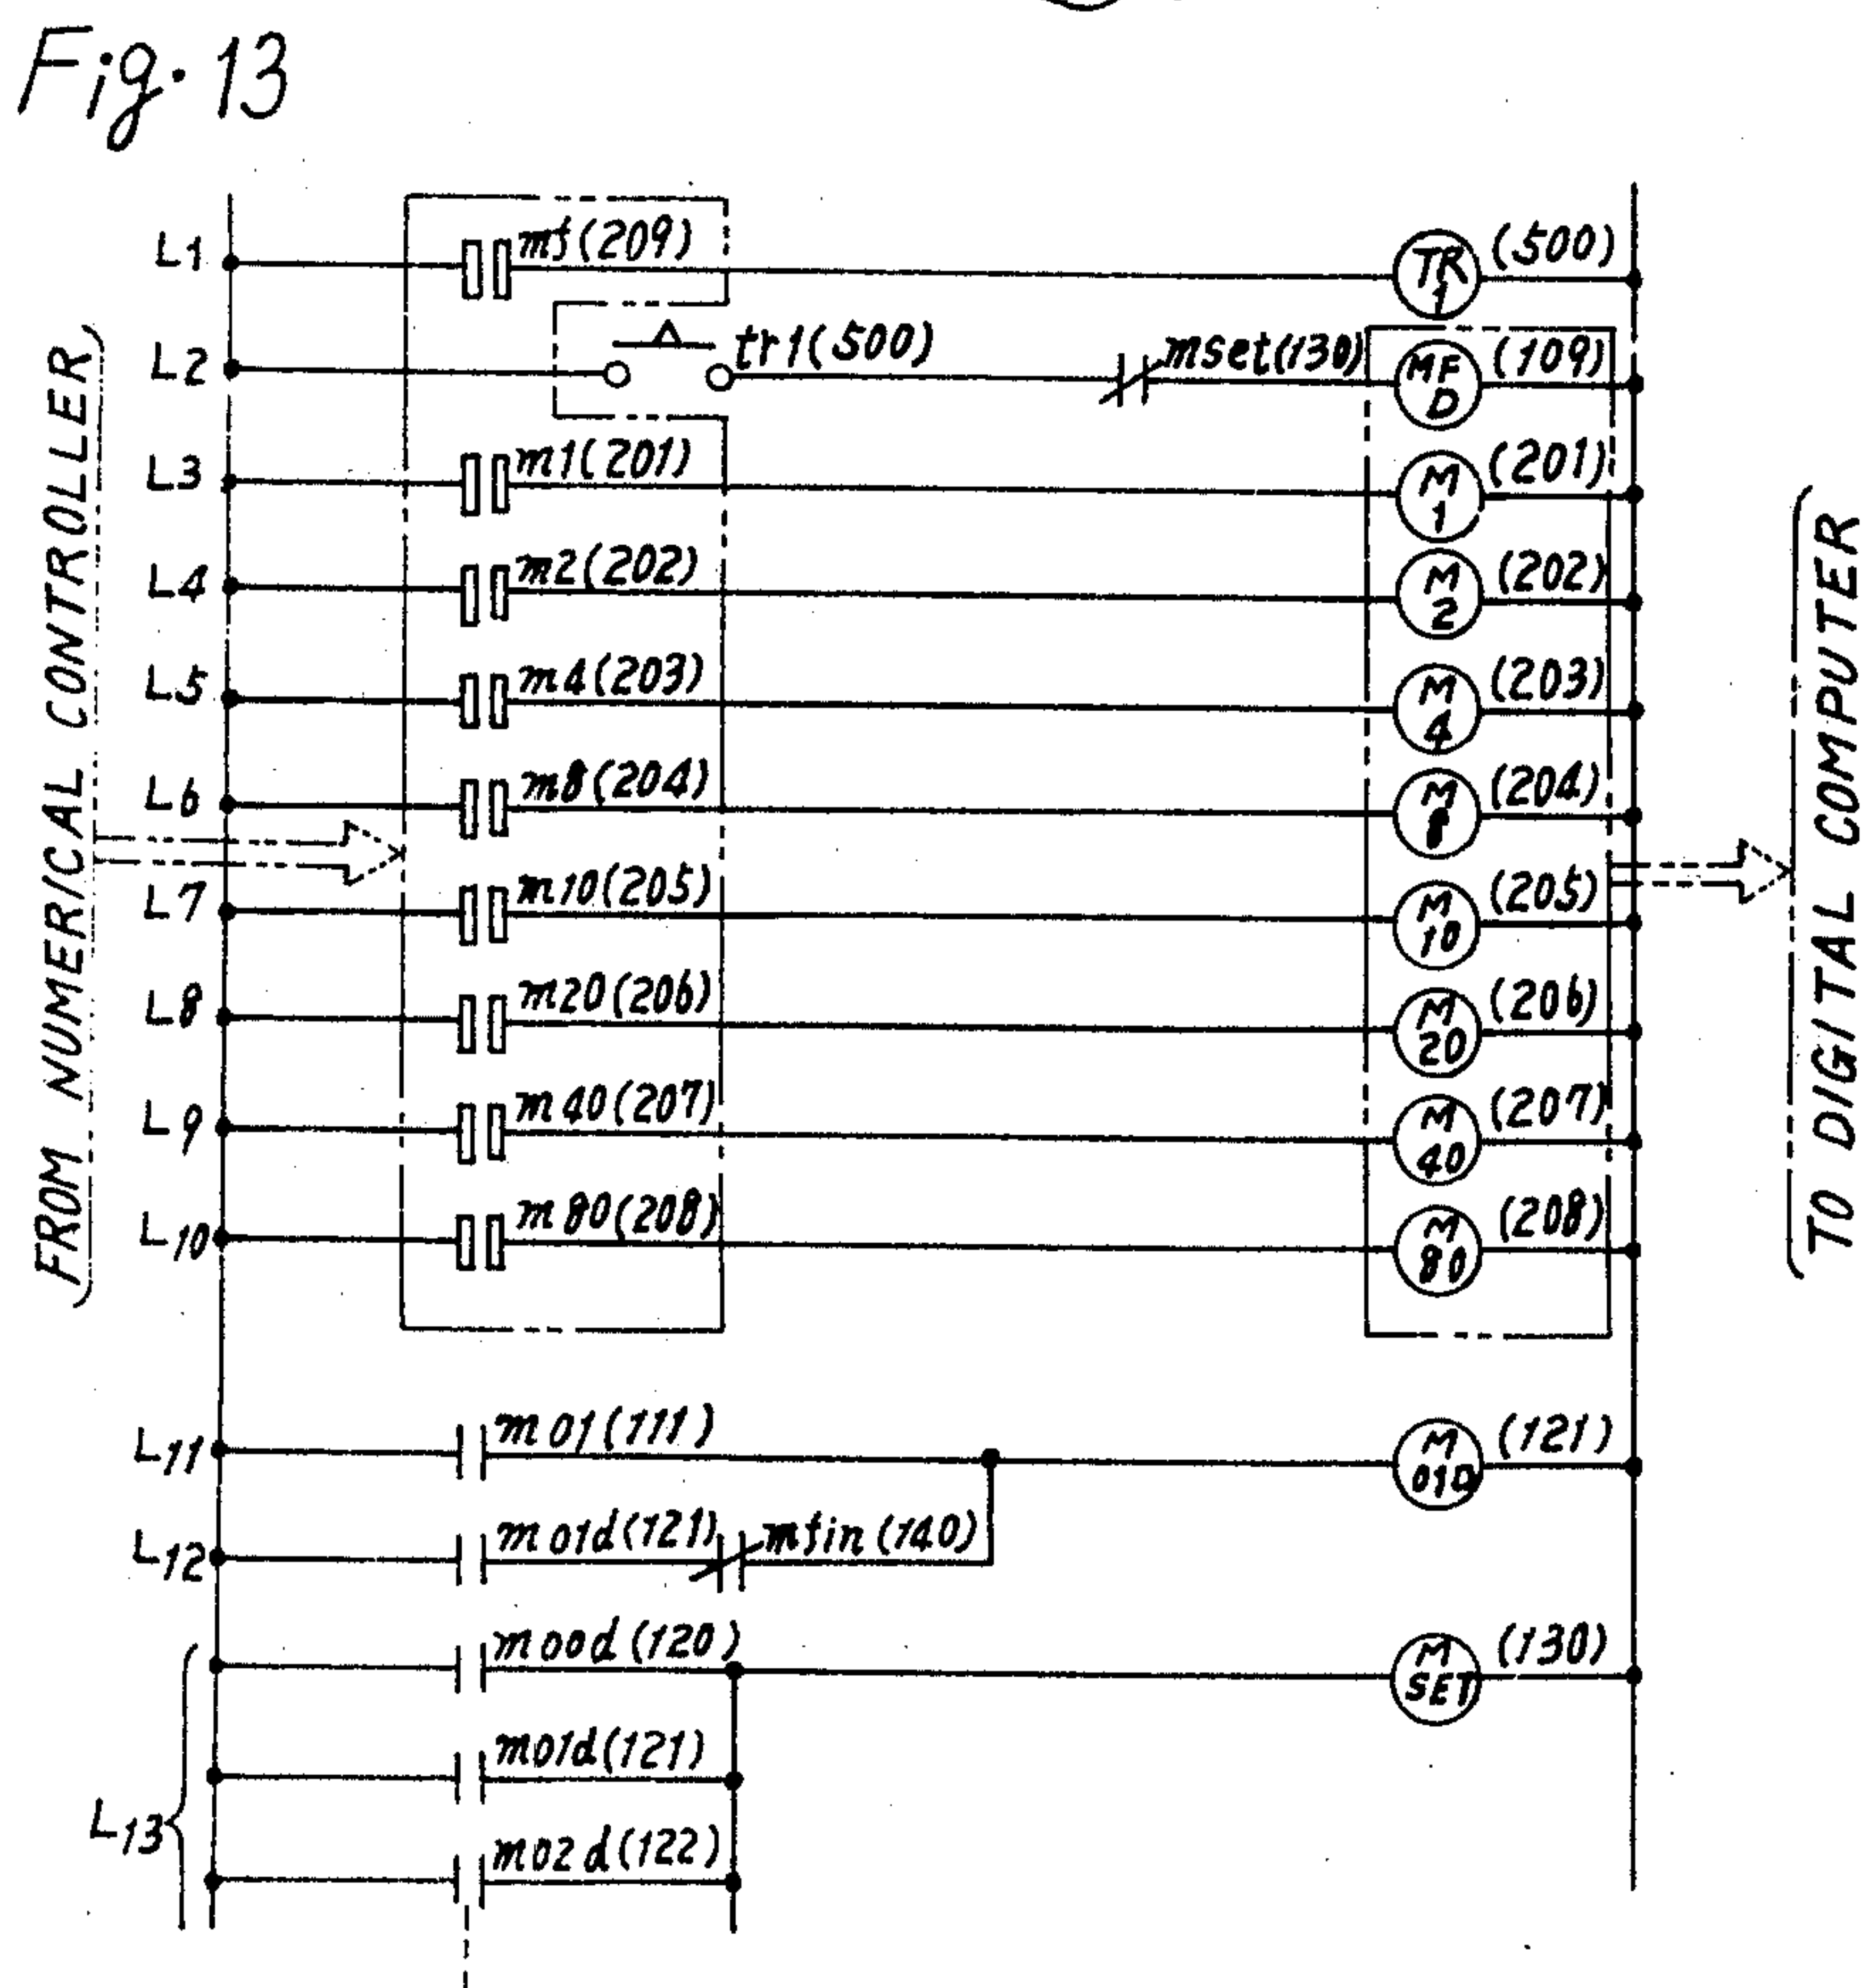 Fig. 13
L1 mf(209) TR 1 (500)
L2 tr1(500) mset(130) MF D (109)
L3 m1(201) M 1 (201)
L4 m2(202) M 2 (202)
L5 m4(203) M 4 (203)
L6 m8(204) M 8 (204)
L7 m10(205) M 10 (205)
L8 m20(206) M 20 (206)
L9 m40(207) M 40 (207)
L10 m80(208) M 80 (208)
L11 m01(111) M 01D (121)
L12 m01d(121) mfin(140)
L13 m00d(120) M SET (130)
m01d(121)
m02d(122)
FROM NUMERICAL CONTROLLER
TO DIGITAL COMPUTER